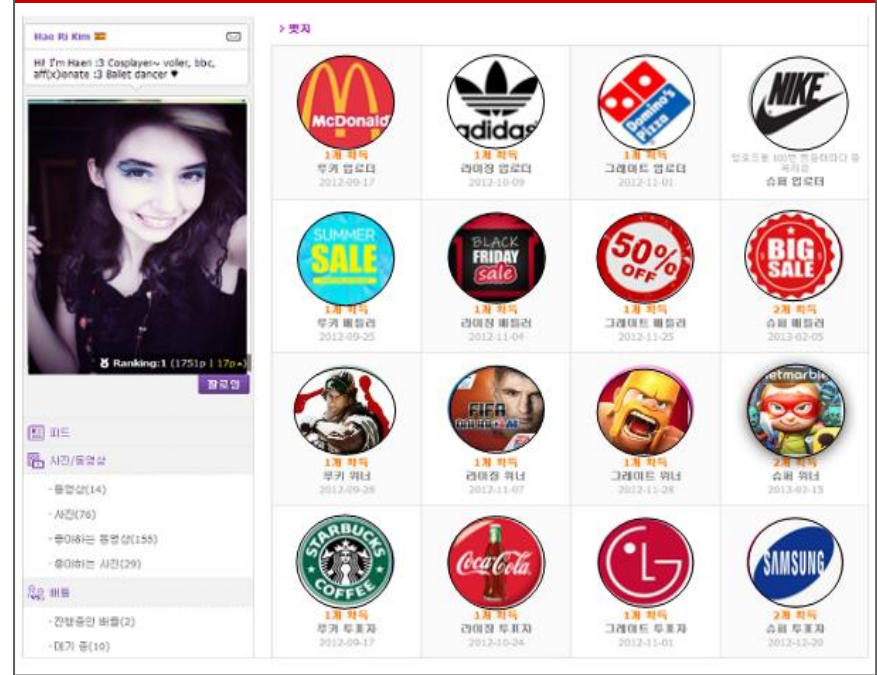 Hae Ri Kim
Hi! I'm Haeri :3 Cosplayer~ voller, bbc,
aff(x)onate :3 Ballet dancer ♥
Ranking:1 (1751p | 17p▲)
팔로잉
피드
사진/동영상
- 동영상(14)
- 사진(76)
- 좋아하는 동영상(155)
- 좋아하는 사진(29)
배틀
- 진행중인 배틀(2)
- 대기 중(10)
> 뱃지
McDonald
1개 획득
루키 업로더
2012-09-17
adidas
1개 획득
라이징 업로더
2012-10-09
Domino's
Pizza
1개 획득
그레이트 업로더
2012-11-01
NIKE
슈퍼 업로더
SUMMER
SALE
1개 획득
루키 배틀러
2012-09-25
BLACK
FRIDAY
sale
1개 획득
라이징 배틀러
2012-11-04
50%
OFF
1개 획득
그레이트 배틀러
2012-11-25
BIG
SALE
2개 획득
슈퍼 배틀러
2013-02-05
1개 획득
루키 위너
2012-09-28
FIFA
1개 획득
라이징 위너
2012-11-07
1개 획득
그레이트 위너
2012-11-28
netmarble
2개 획득
슈퍼 위너
2013-02-15
STARBUCKS
COFFEE
1개 획득
루키 투표자
2012-09-17
Coca-Cola
1개 획득
라이징 투표자
2012-10-24
LG
1개 획득
그레이트 투표자
2012-11-01
SAMSUNG
2개 획득
슈퍼 투표자
2012-12-20